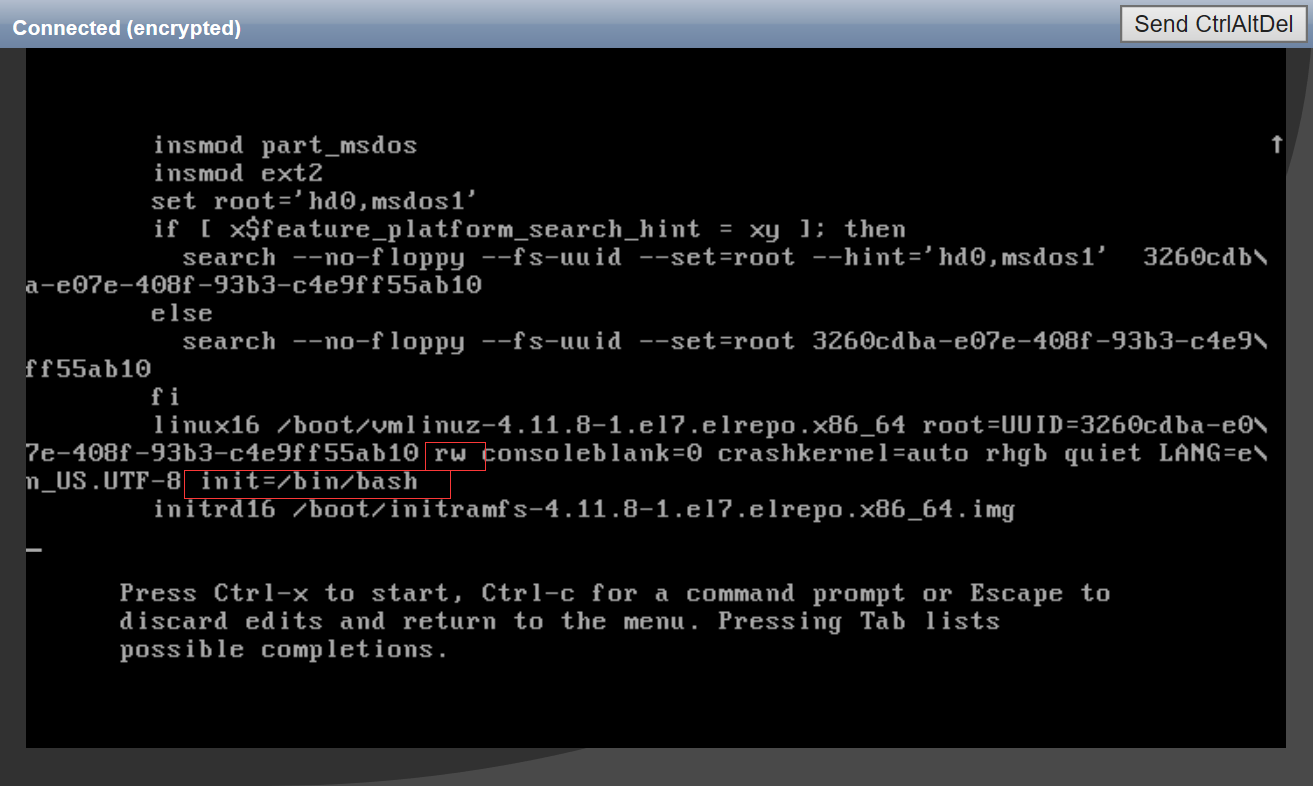 Connected (encrypted)
Send CtrlAltDel
insmod part_msdos
↑
insmod ext2
set root='hd0,msdos1'
if [ x$feature_platform_search_hint = xy ]; then
search --no-floppy --fs-uuid --set=root --hint='hd0,msdos1'  3260cdb\
a-e07e-408f-93b3-c4e9ff55ab10
else
search --no-floppy --fs-uuid --set=root 3260cdba-e07e-408f-93b3-c4e9\
ff55ab10
fi
linux16 /boot/vmlinuz-4.11.8-1.el7.elrepo.x86_64 root=UUID=3260cdba-e0\
7e-408f-93b3-c4e9ff55ab10 rw consoleblank=0 crashkernel=auto rhgb quiet LANG=e\
n_US.UTF-8 init=/bin/bash
initrd16 /boot/initramfs-4.11.8-1.el7.elrepo.x86_64.img
Press Ctrl-x to start, Ctrl-c for a command prompt or Escape to
discard edits and return to the menu. Pressing Tab lists
possible completions.